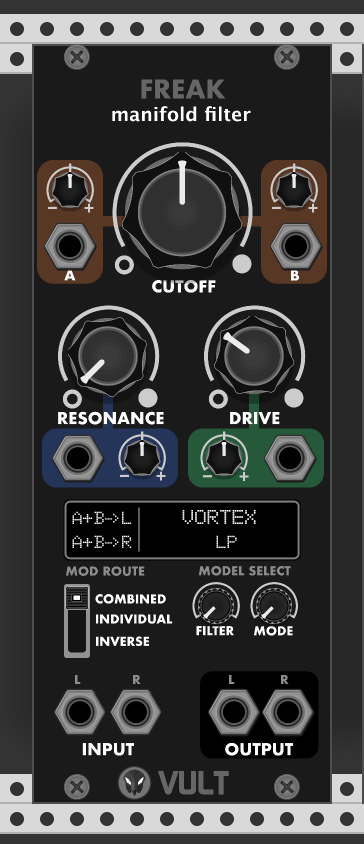 FREAK
manifold filter
- +
- +
A
B
CUTOFF
RESONANCE
DRIVE
- +
- +
A+B->L
VORTEX
A+B->R
LP
MOD ROUTE
MODEL SELECT
COMBINED
INDIVIDUAL
INVERSE
FILTER
MODE
L
R
L
R
INPUT
OUTPUT
VULT